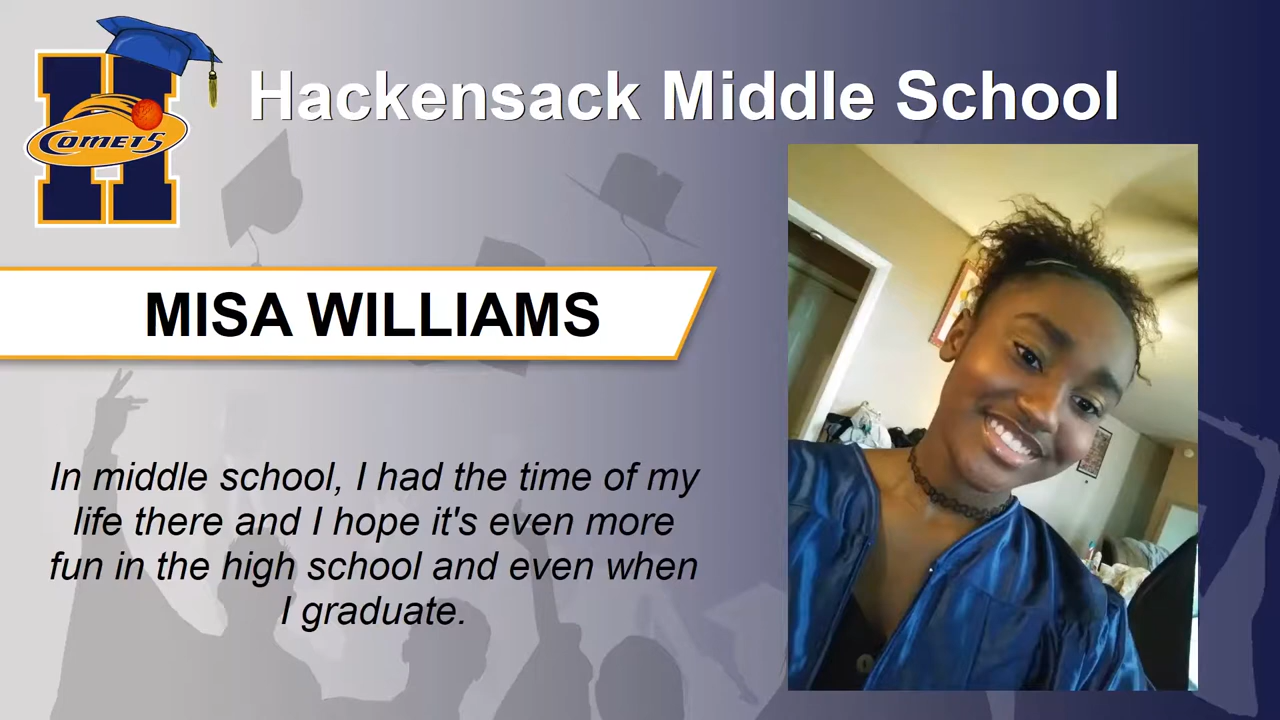 Hackensack Middle School
COMETS
MISA WILLIAMS
In middle school, I had the time of my
life there and I hope it's even more
fun in the high school and even when
I graduate.